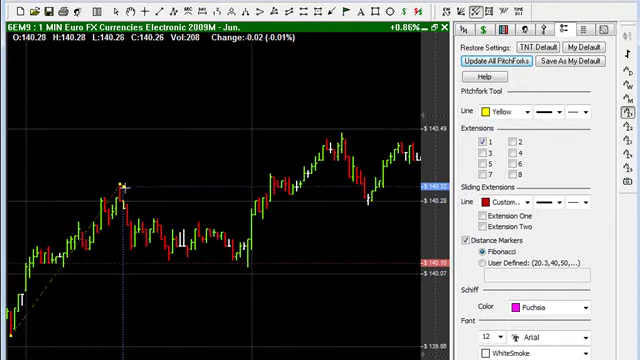 6EM9 : 1 MIN Euro FX Currencies Electronic 2009M - Jun.
+0.86%
O:140.28 H:140.28 L:140.26 C:140.26 Vol:208 Change:-0.02 (-0.01%)
$ 140.49
$ 140.32
$ 140.28
$ 140.10
$ 140.07
$ 139.88
Restore Settings:
TNT Default
My Default
Update All PitchForks
Save As My Default
Help
Pitchfork Tool
Line
Yellow
Extensions
1
2
3
4
5
6
7
8
Sliding Extensions
Line
Custom...
Extension One
Extension Two
Distance Markers
Fibonacci
User Defined: (20.3,40,50,...)
Schiff
Color
Fuchsia
Font
12
Arial
WhiteSmoke